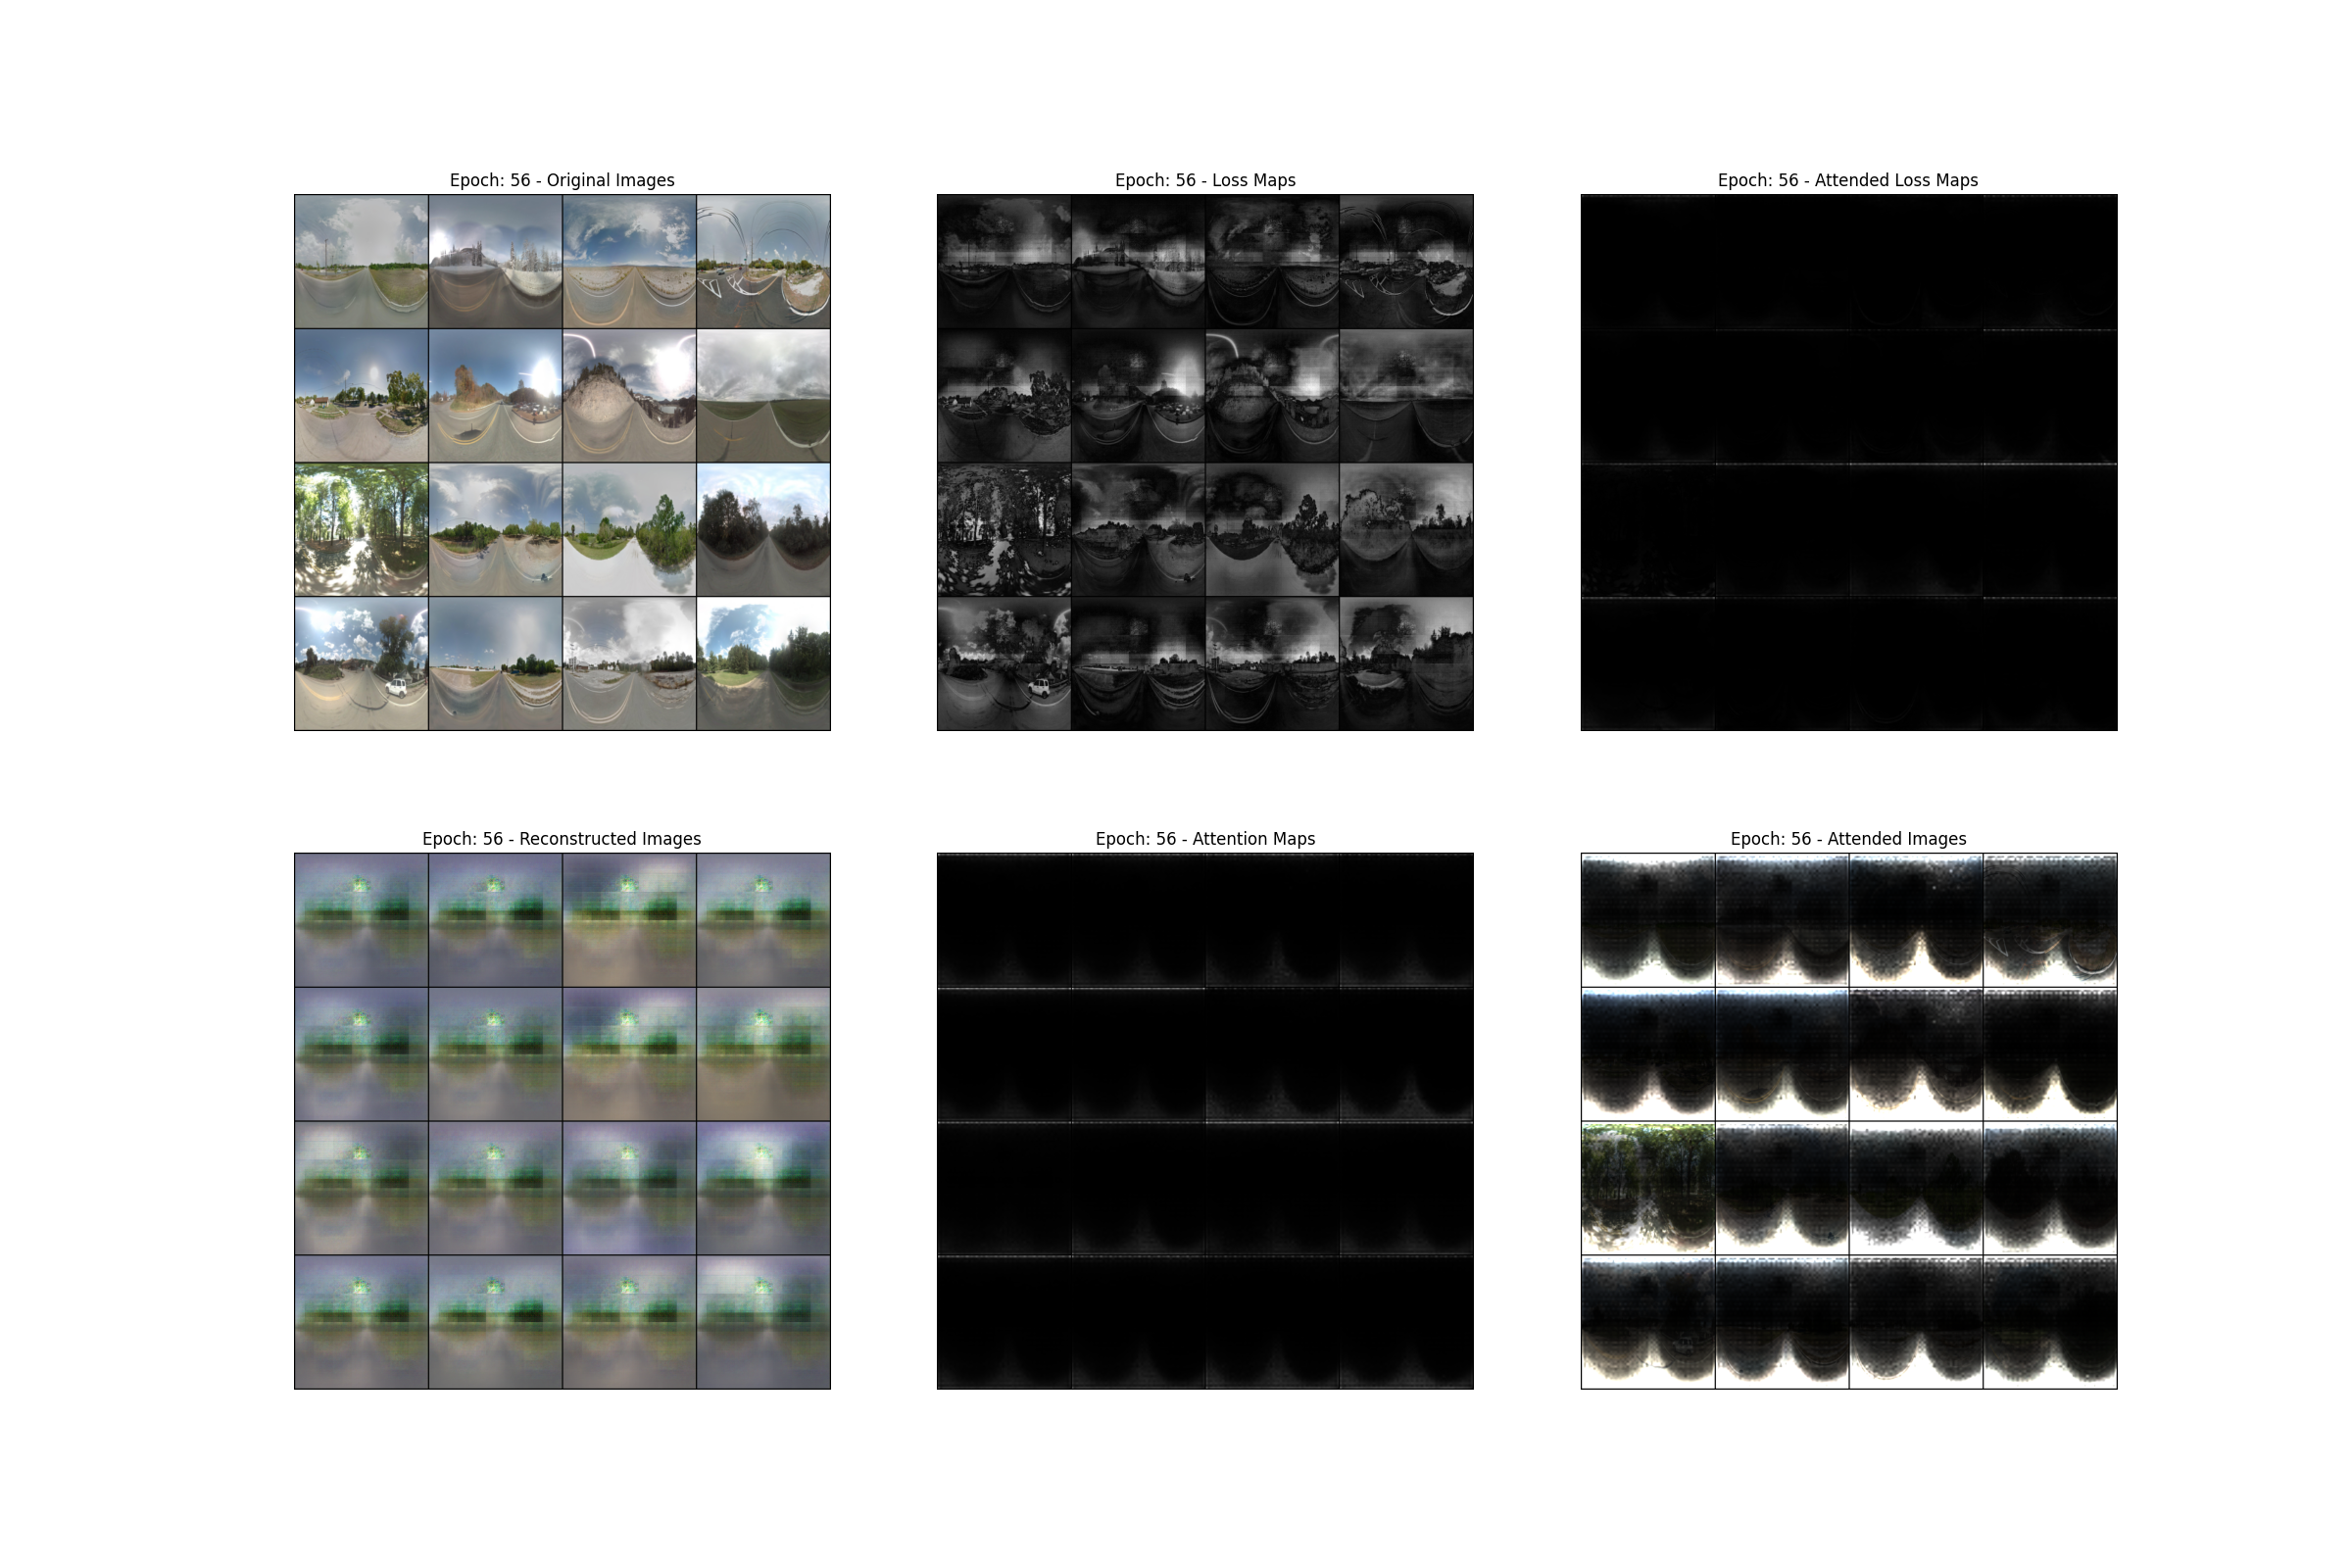 Epoch: 56 - Original Images
Epoch: 56 - Loss Maps
Epoch: 56 - Attended Loss Maps
Epoch: 56 - Reconstructed Images
Epoch: 56 - Attention Maps
Epoch: 56 - Attended Images